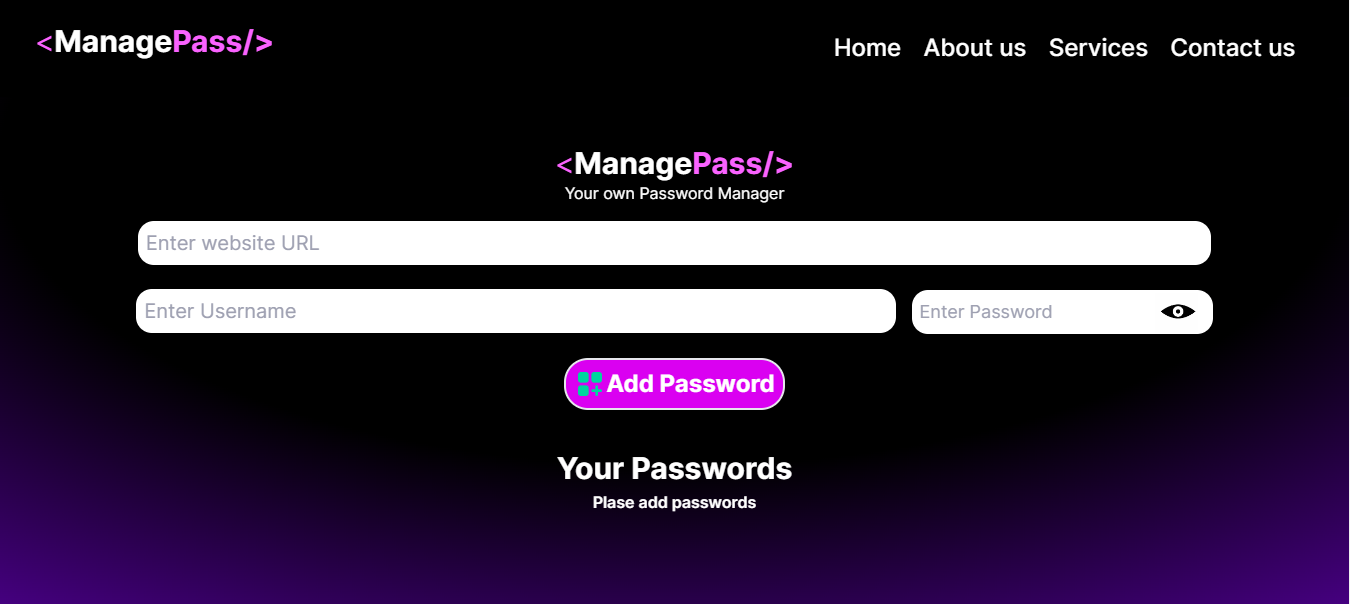 <ManagePass/>
Home About us Services Contact us
<ManagePass/>
Your own Password Manager
Enter website URL
Enter Username Enter Password
Add Password
Your Passwords
Plase add passwords